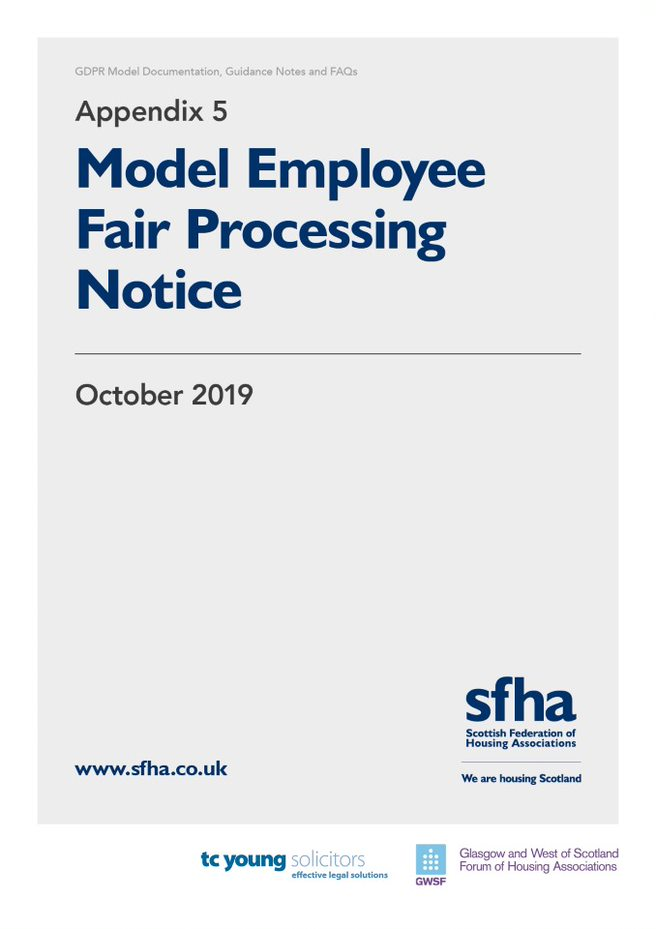 GDPR Model Documentation, Guidance Notes and FAQs
Appendix 5
Model Employee
Fair Processing
Notice
October 2019
sfha
Scottish Federation of
Housing Associations
www.sfha.co.uk
We are housing Scotland
tc young solicitors
effective legal solutions
GWSF
Glasgow and West of Scotland
Forum of Housing Associations